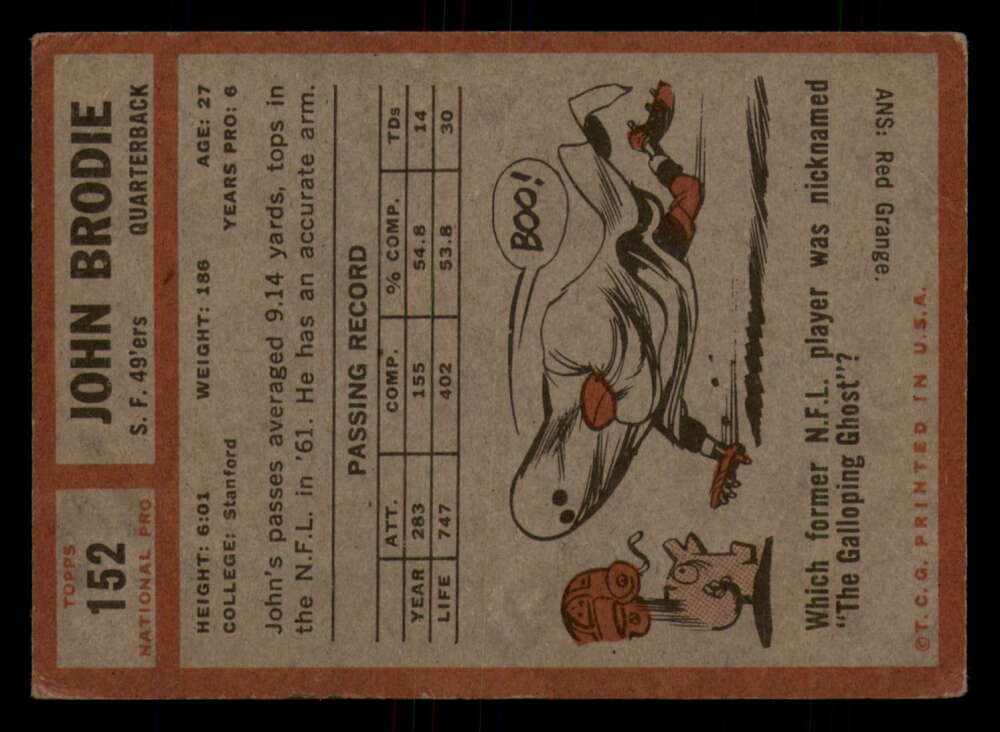 TOPPS
152
NATIONAL PRO
JOHN BRODIE
S. F. 49'ers QUARTERBACK
HEIGHT: 6:01 WEIGHT: 186 AGE: 27
COLLEGE: Stanford YEARS PRO: 6
John's passes averaged 9.14 yards, tops in
the N.F.L. in '61. He has an accurate arm.
PASSING RECORD
ATT. COMP. % COMP. TDs
YEAR 283 155 54.8 14
LIFE 747 402 53.8 30
BOO!
Which former N.F.L. player was nicknamed
"The Galloping Ghost"?
ANS: Red Grange.
©T. C. G. PRINTED IN U.S.A.